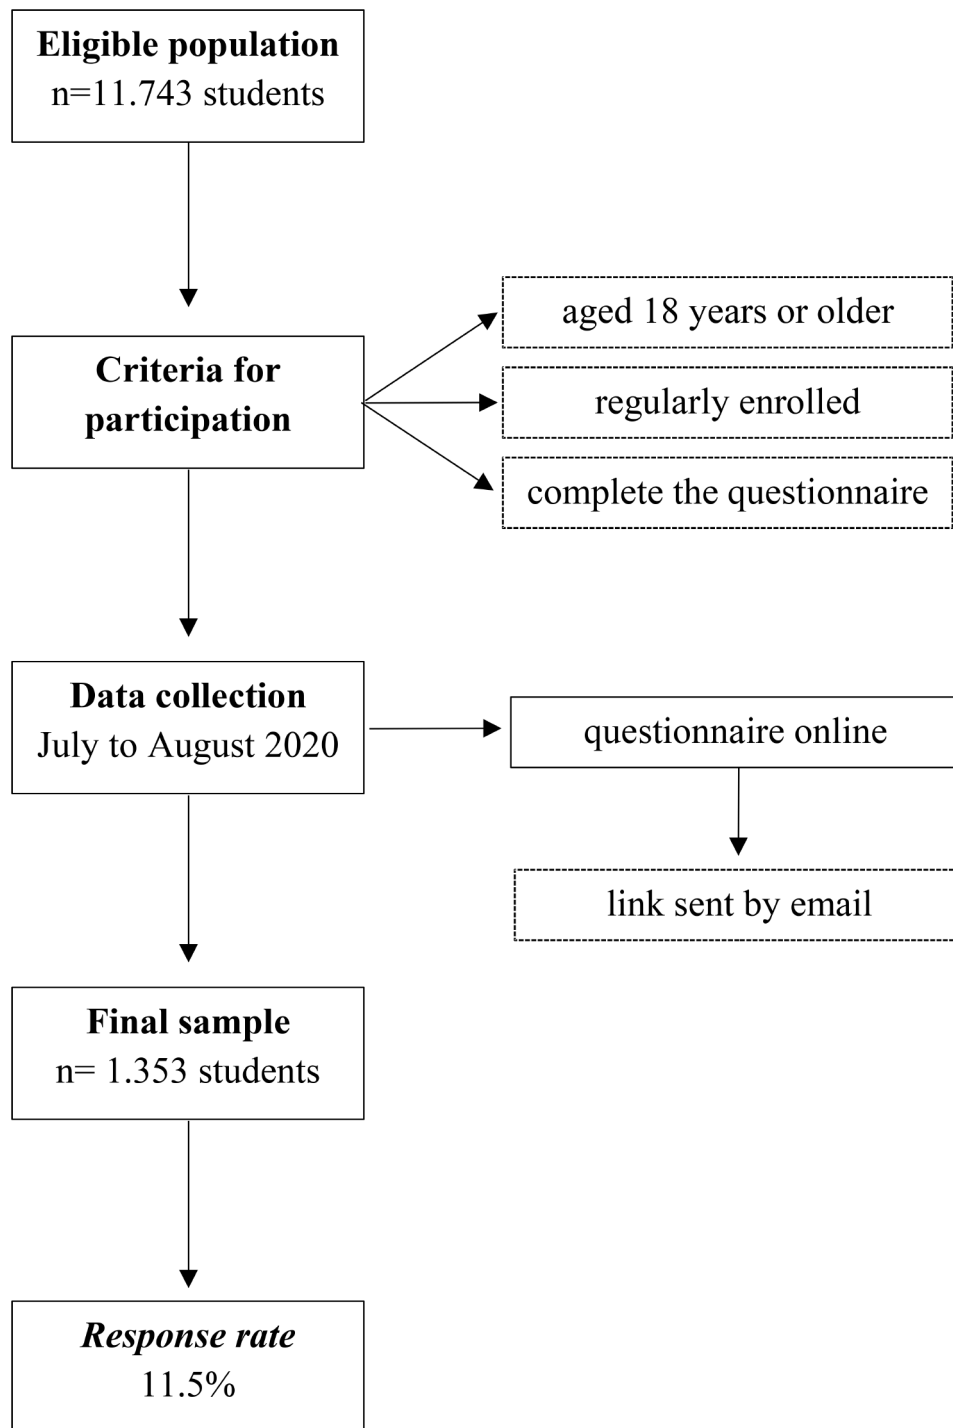 Eligible population
n=11.743 students
aged 18 years or older
Criteria for
participation
regularly enrolled
complete the questionnaire
Data collection
July to August 2020
questionnaire online
link sent by email
Final sample
n= 1.353 students
Response rate
11.5%